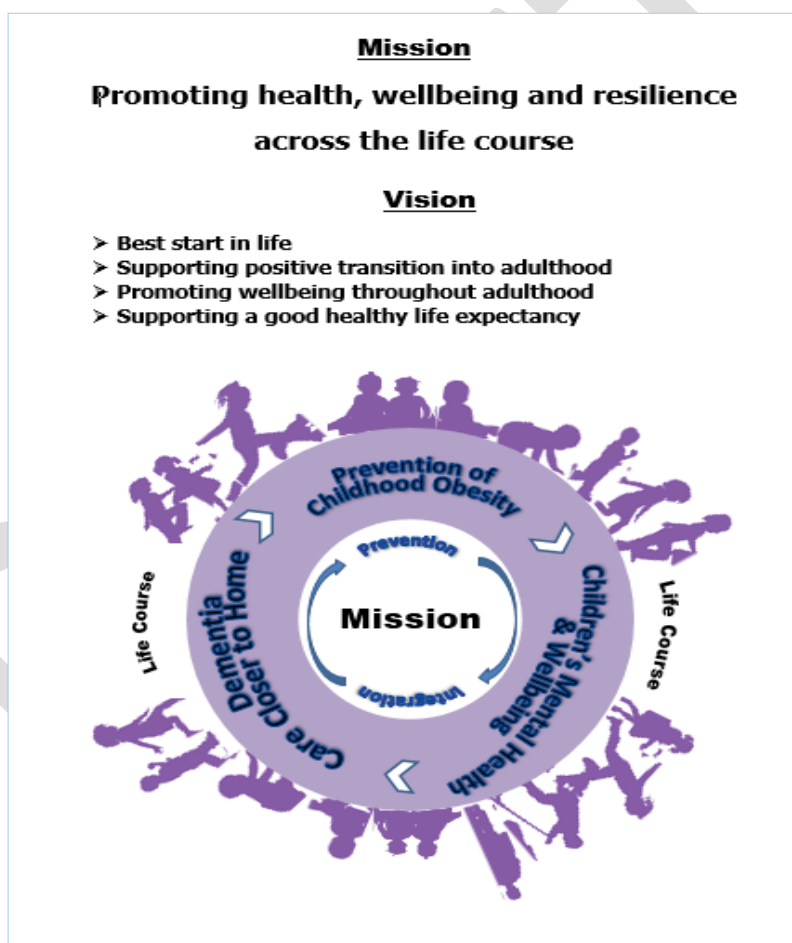 Mission
Promoting health, wellbeing and resilience
across the life course
Vision
➢ Best start in life
➢ Supporting positive transition into adulthood
➢ Promoting wellbeing throughout adulthood
➢ Supporting a good healthy life expectancy
Prevention of
Childhood Obesity
Prevention
Mission
Integration
Children's Mental Health
& Wellbeing
Dementia
Care Closer to Home
Life Course
Life Course